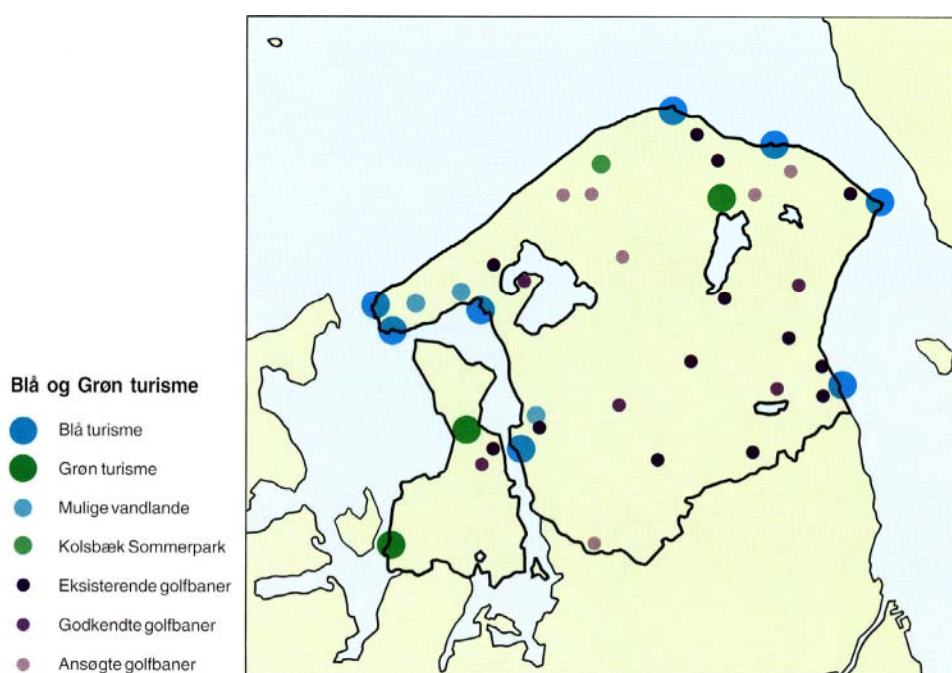 Blå og Grøn turisme
Blå turisme
Grøn turisme
Mulige vandlande
Kolsbæk Sommerpark
Eksisterende golfbaner
Godkendte golfbaner
Ansøgte golfbaner